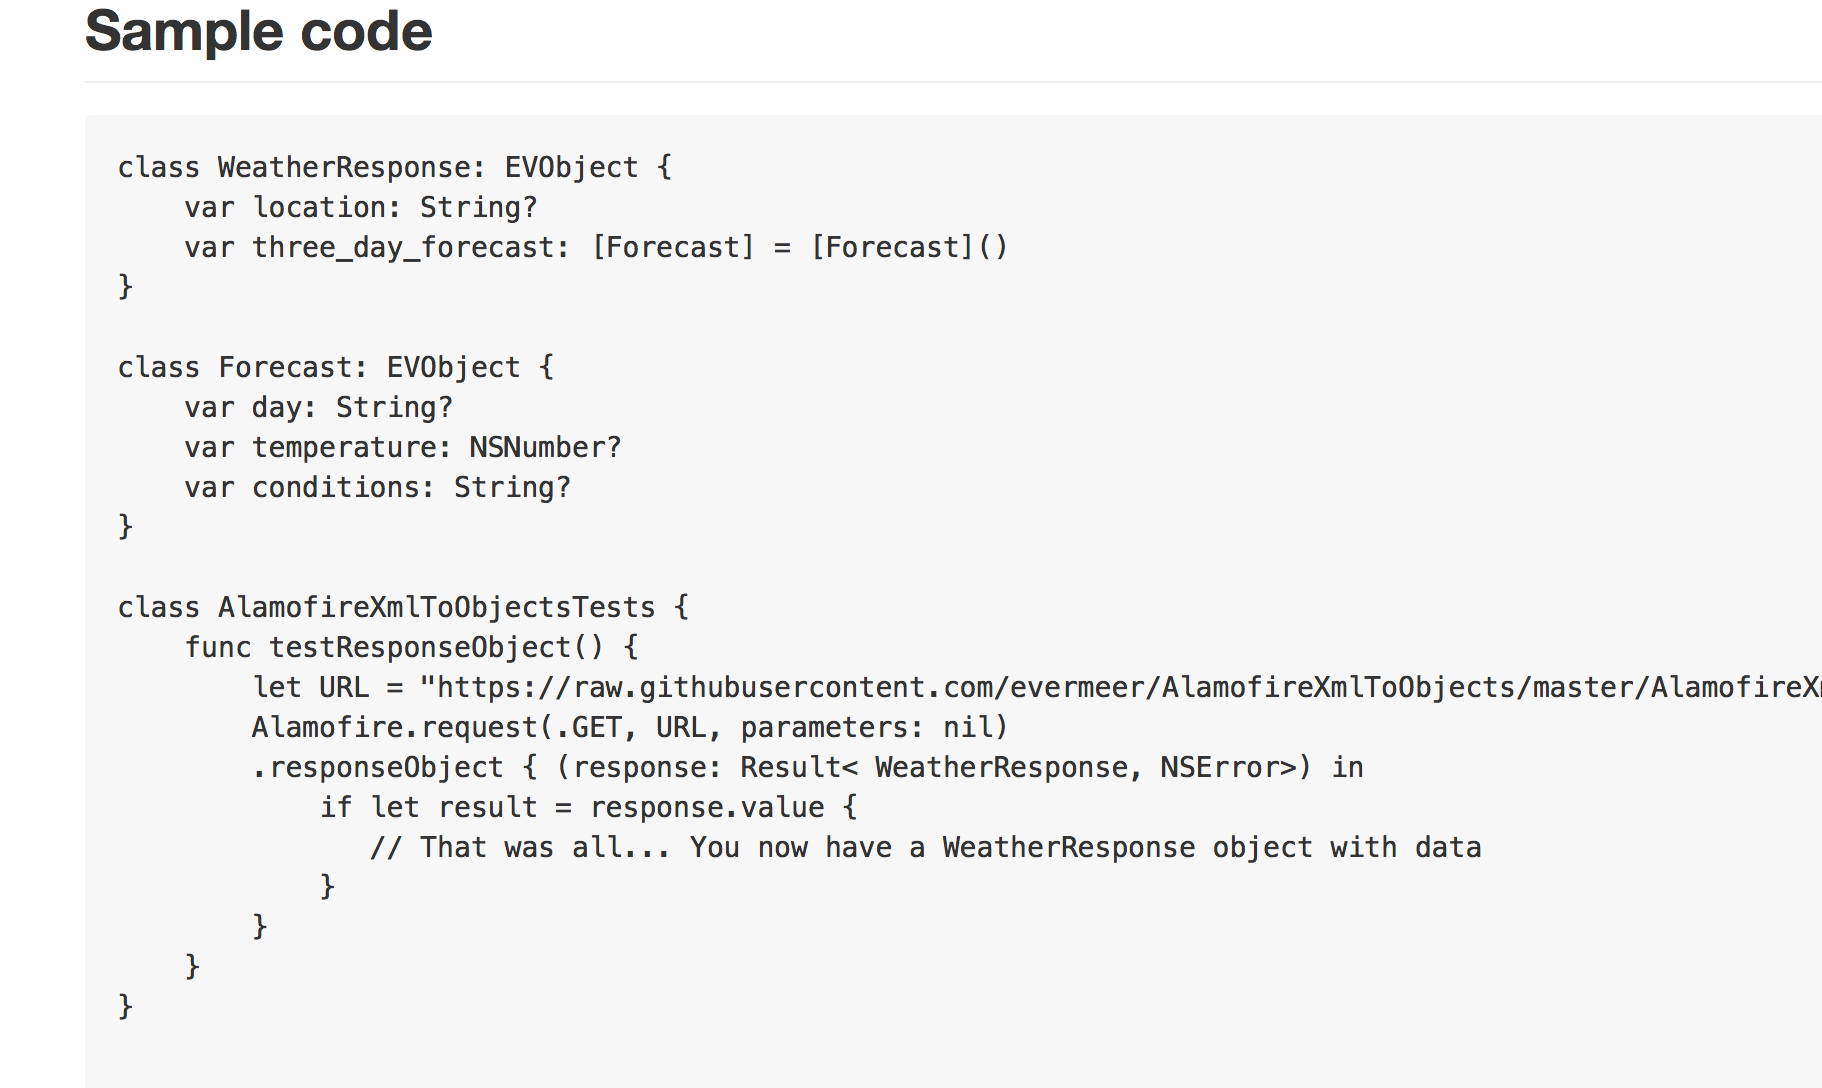 Sample code
class WeatherResponse: EVObject {
    var location: String?
    var three_day_forecast: [Forecast] = [Forecast]()
}
class Forecast: EVObject {
    var day: String?
    var temperature: NSNumber?
    var conditions: String?
}
class AlamofireXmlToObjectsTests {
    func testResponseObject() {
        let URL = "https://raw.githubusercontent.com/evermeer/AlamofireXmlToObjects/master/AlamofireX
        Alamofire.request(.GET, URL, parameters: nil)
        .responseObject { (response: Result< WeatherResponse, NSError>) in
            if let result = response.value {
               // That was all... You now have a WeatherResponse object with data
            }
        }
    }
}